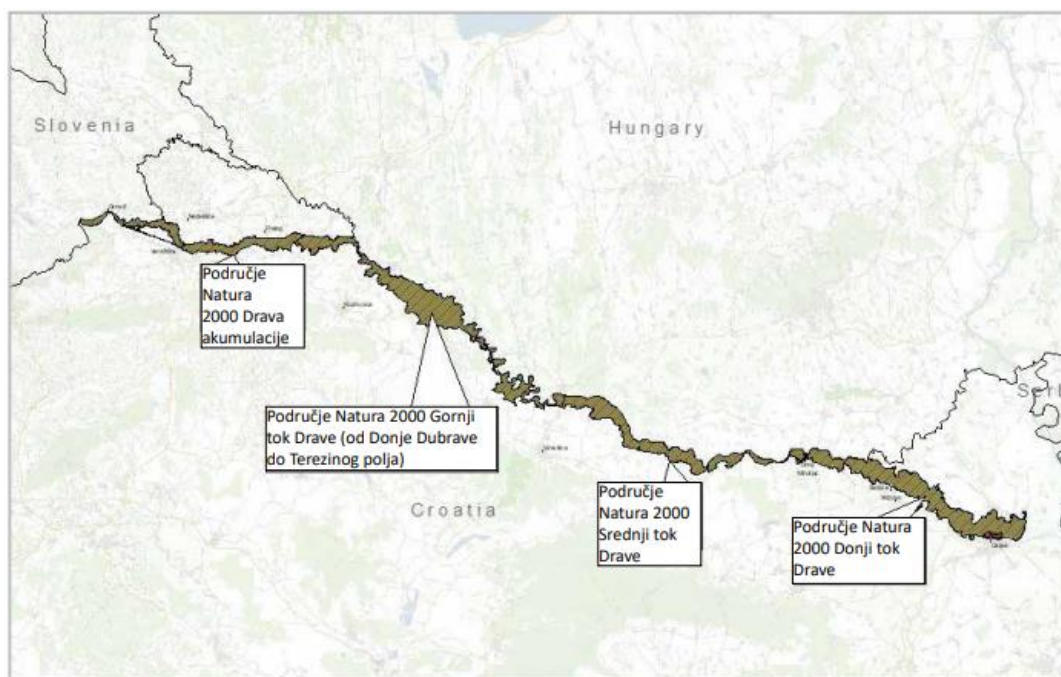 Slovenia
Hungary
Područje
Natura
2000 Drava
akumulacije
Područje Natura 2000 Gornji
tok Drave (od Donje Dubrave
do Terezinog polja)
Croatia
Područje
Natura 2000
Srednji tok
Drave
Područje Natura
2000 Donji tok
Drave